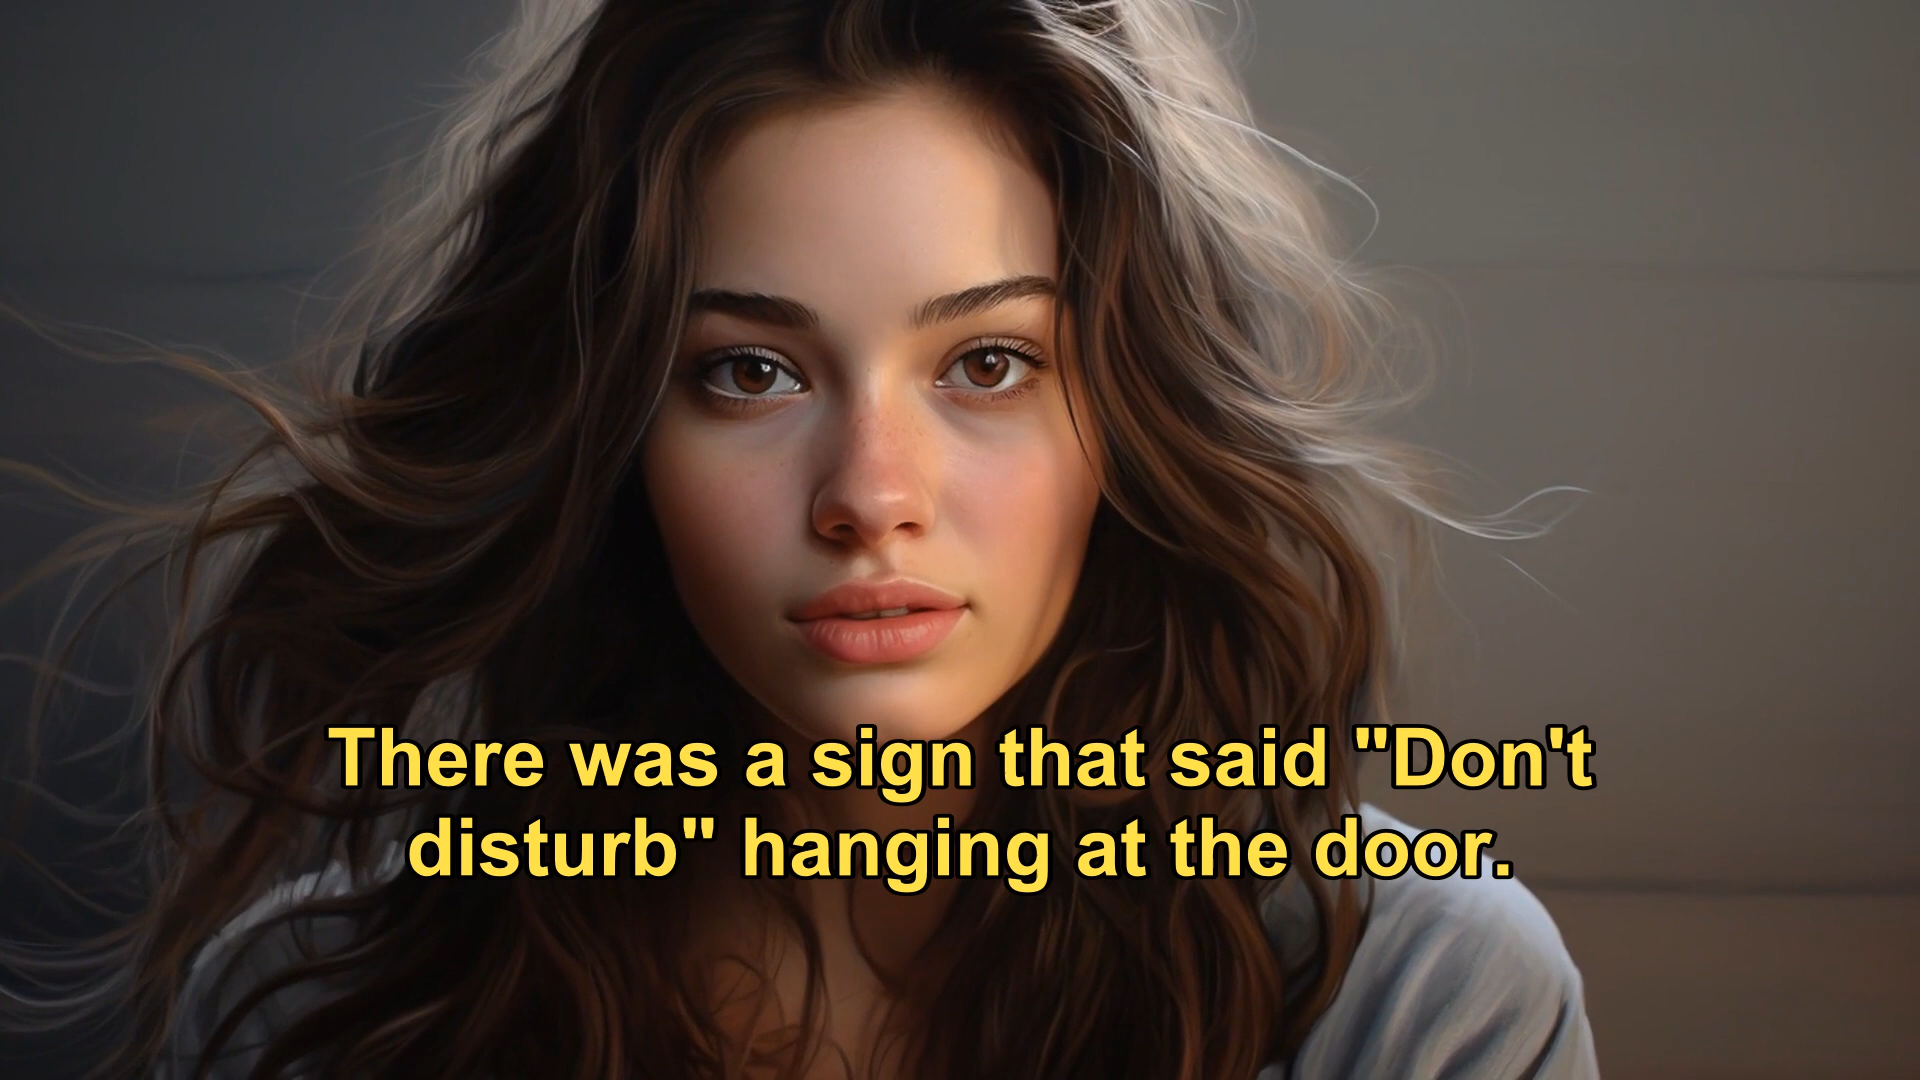 There was a sign that said "Don't
disturb" hanging at the door.